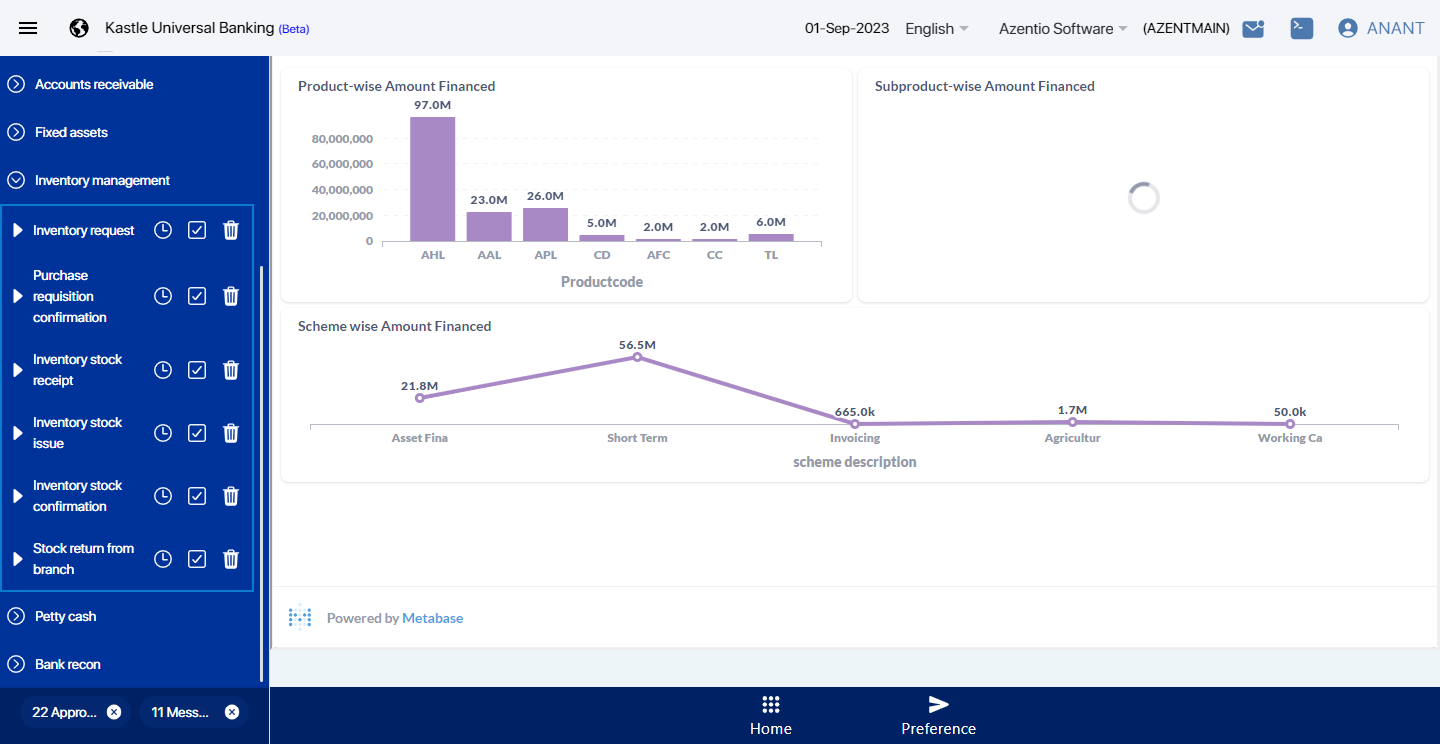 Kastle Universal Banking (Beta)
01-Sep-2023 English Azentio Software (AZENTMAIN) ANANT
Accounts receivable
Fixed assets
Inventory management
Inventory request
Purchase
requisition
confirmation
Inventory stock
receipt
Inventory stock
issue
Inventory stock
confirmation
Stock return from
branch
Petty cash
Bank recon
22 Appro...
11 Mess...
Product-wise Amount Financed
97.0M
80,000,000
60,000,000
40,000,000
20,000,000
0
23.0M
26.0M
5.0M
2.0M
2.0M
6.0M
AHL AAL APL CD AFC CC TL
Productcode
Subproduct-wise Amount Financed
Scheme wise Amount Financed
21.8M
56.5M
665.0k
1.7M
50.0k
Asset Fina Short Term Invoicing Agricultur Working Ca
scheme description
Powered by Metabase
Home
Preference